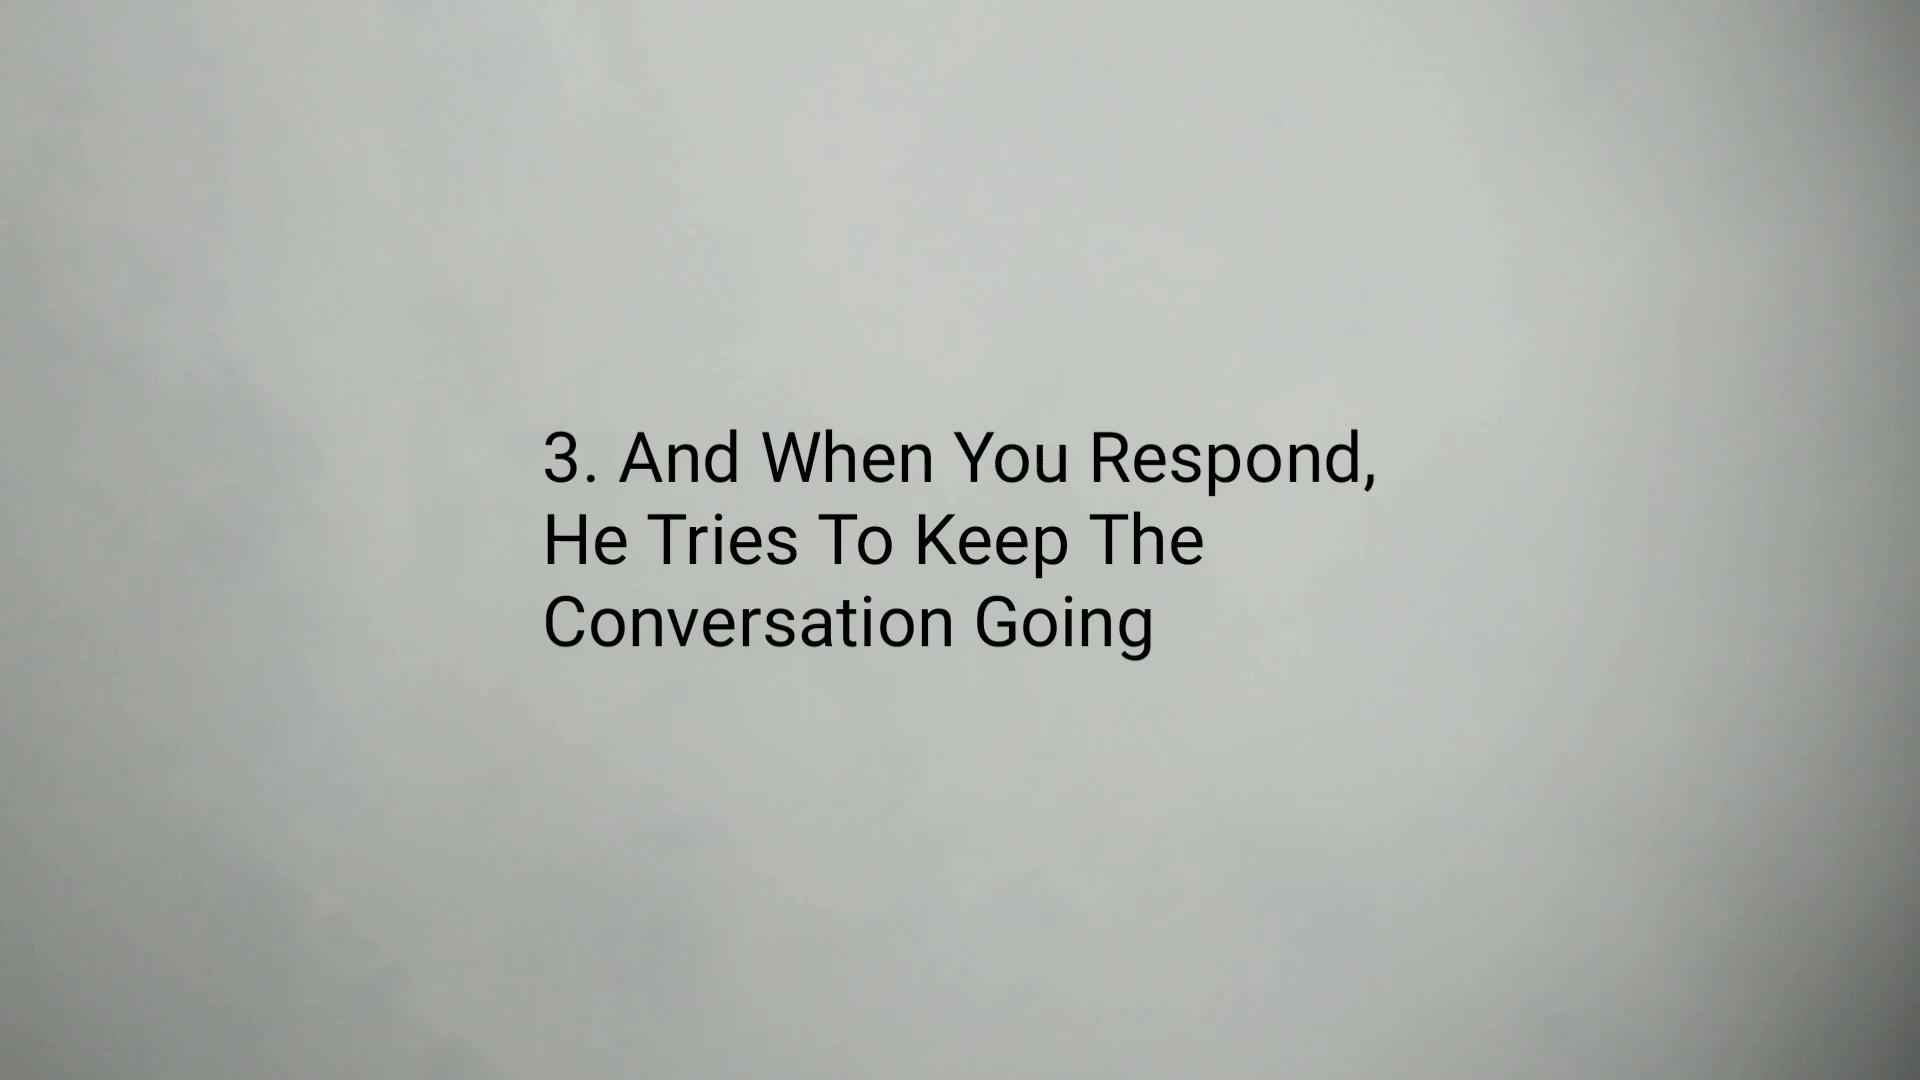 3. And When You Respond,
He Tries To Keep The
Conversation Going